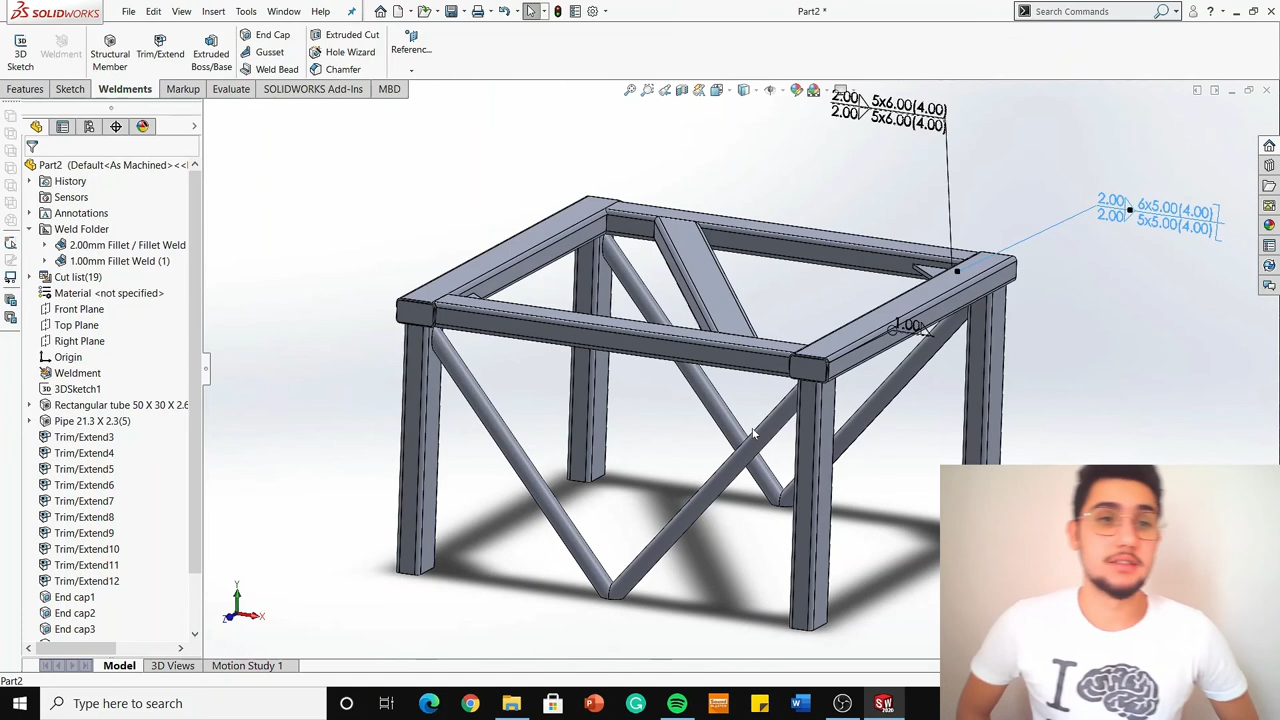 SOLIDWORKS File Edit View Insert Tools Window Help Part2 * Search Commands
3D Sketch Weldment Structural Member Trim/Extend Extruded Boss/Base End Cap Gusset Weld Bead Extruded Cut Hole Wizard Chamfer Referenc...
Features Sketch Weldments Markup Evaluate SOLIDWORKS Add-Ins MBD
Part2 (Default<As Machined><<
History
Sensors
Annotations
Weld Folder
2.00mm Fillet / Fillet Weld
1.00mm Fillet Weld (1)
Cut list(19)
Material <not specified>
Front Plane
Top Plane
Right Plane
Origin
Weldment
3DSketch1
Rectangular tube 50 X 30 X 2.6
Pipe 21.3 X 2.3(5)
Trim/Extend3
Trim/Extend4
Trim/Extend5
Trim/Extend6
Trim/Extend7
Trim/Extend8
Trim/Extend9
Trim/Extend10
Trim/Extend11
Trim/Extend12
End cap1
End cap2
End cap3
2.00 5x6.00(4.00)
2.00 5x6.00(4.00)
2.00 6x5.00(4.00)
2.00 5x5.00(4.00)
1.00
Y
X
Z
I
Model 3D Views Motion Study 1
Part2
Type here to search
SW
2020